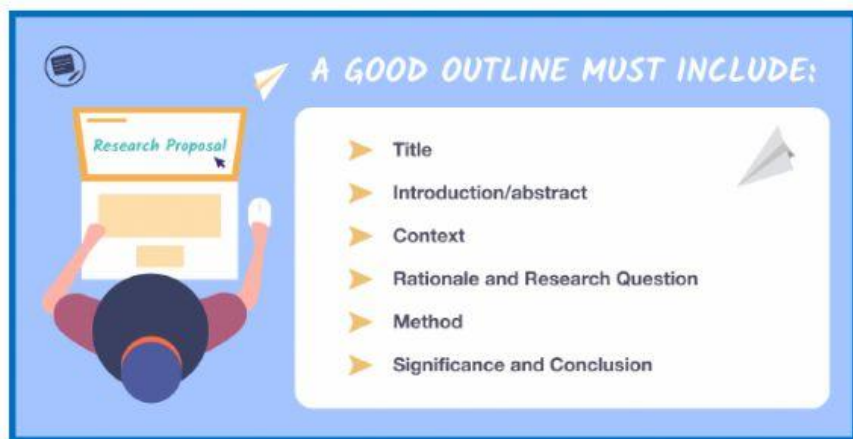 A GOOD OUTLINE MUST INCLUDE:
Research Proposal
Title
Introduction/abstract
Context
Rationale and Research Question
Method
Significance and Conclusion